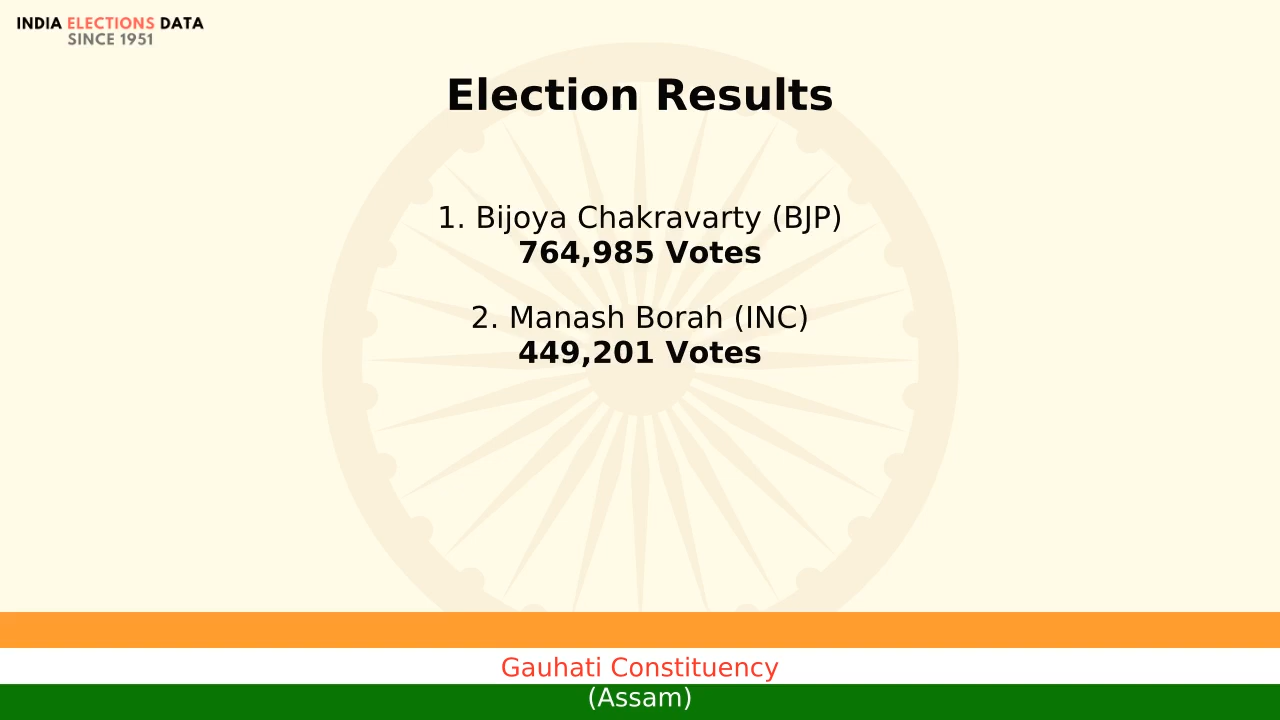 INDIA ELECTIONS DATA
SINCE 1951
Election Results
1. Bijoya Chakravarty (BJP)
764,985 Votes
2. Manash Borah (INC)
449,201 Votes
Gauhati Constituency
(Assam)